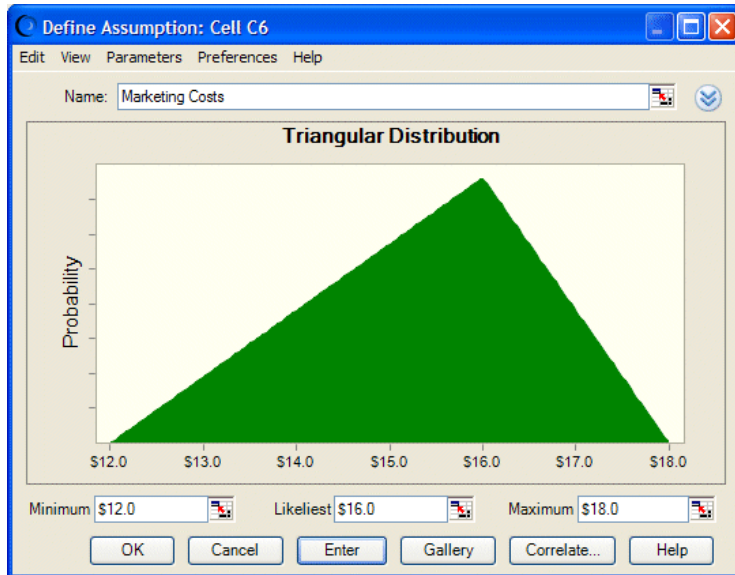 Define Assumption: Cell C6
Edit View Parameters Preferences Help
Name: Marketing Costs
Triangular Distribution
Probability
$12.0 $13.0 $14.0 $15.0 $16.0 $17.0 $18.0
Minimum $12.0 Likeliest $16.0 Maximum $18.0
OK Cancel Enter Gallery Correlate... Help